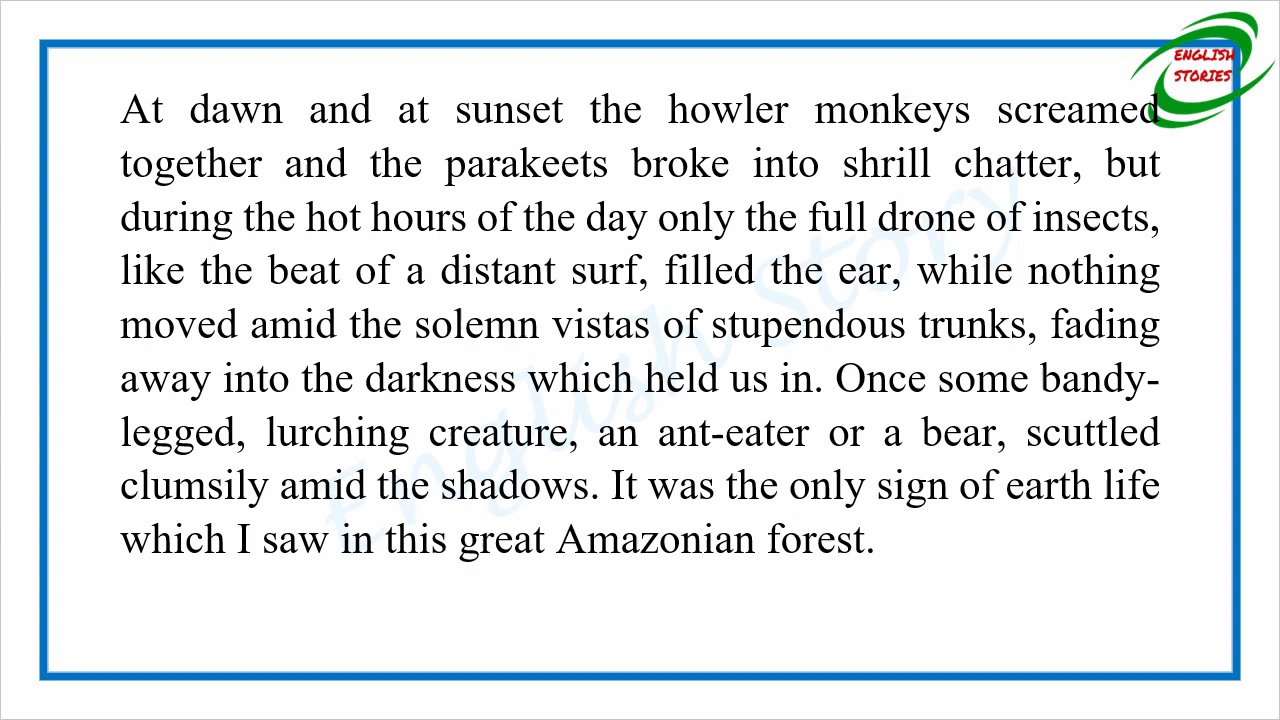 ENGLISH
STORIES
At dawn and at sunset the howler monkeys screamed
together and the parakeets broke into shrill chatter, but
during the hot hours of the day only the full drone of insects,
like the beat of a distant surf, filled the ear, while nothing
moved amid the solemn vistas of stupendous trunks, fading
away into the darkness which held us in. Once some bandy-
legged, lurching creature, an ant-eater or a bear, scuttled
clumsily amid the shadows. It was the only sign of earth life
which I saw in this great Amazonian forest.
English Story